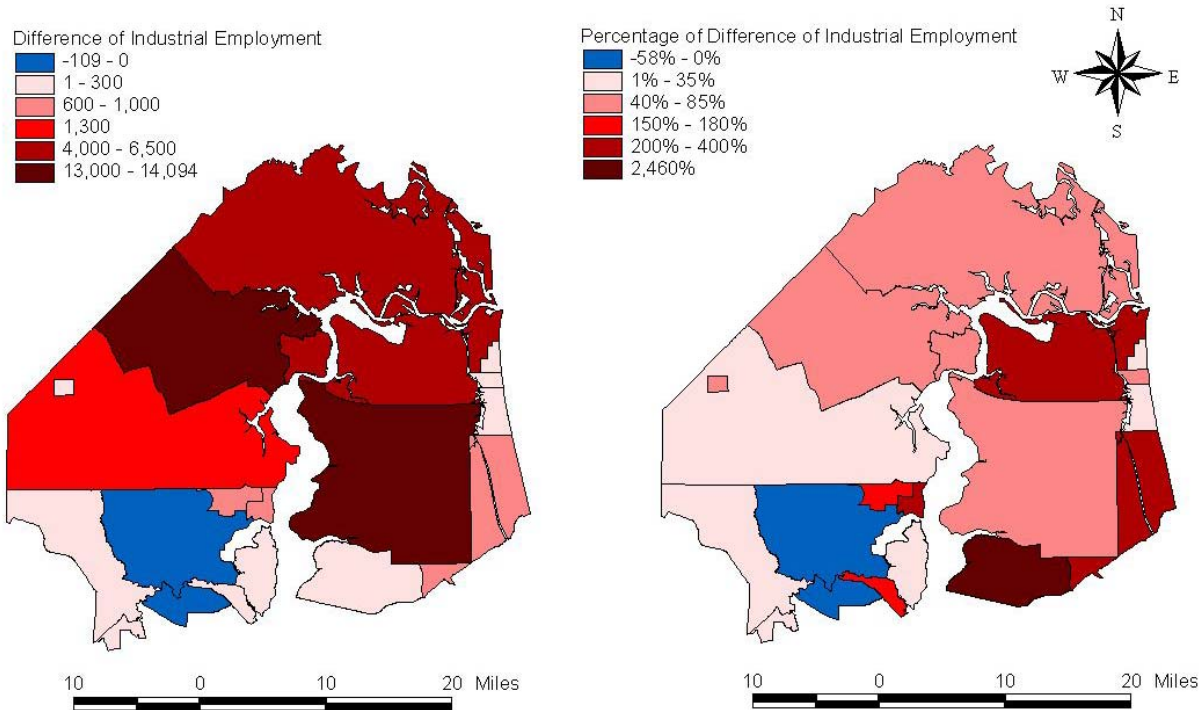 Difference of Industrial Employment
-109 - 0
1 - 300
600 - 1,000
1,300
4,000 - 6,500
13,000 - 14,094
Percentage of Difference of Industrial Employment
-58% - 0%
1% - 35%
40% - 85%
150% - 180%
200% - 400%
2,460%
N
W E
S
10 0 10 20 Miles
10 0 10 20 Miles